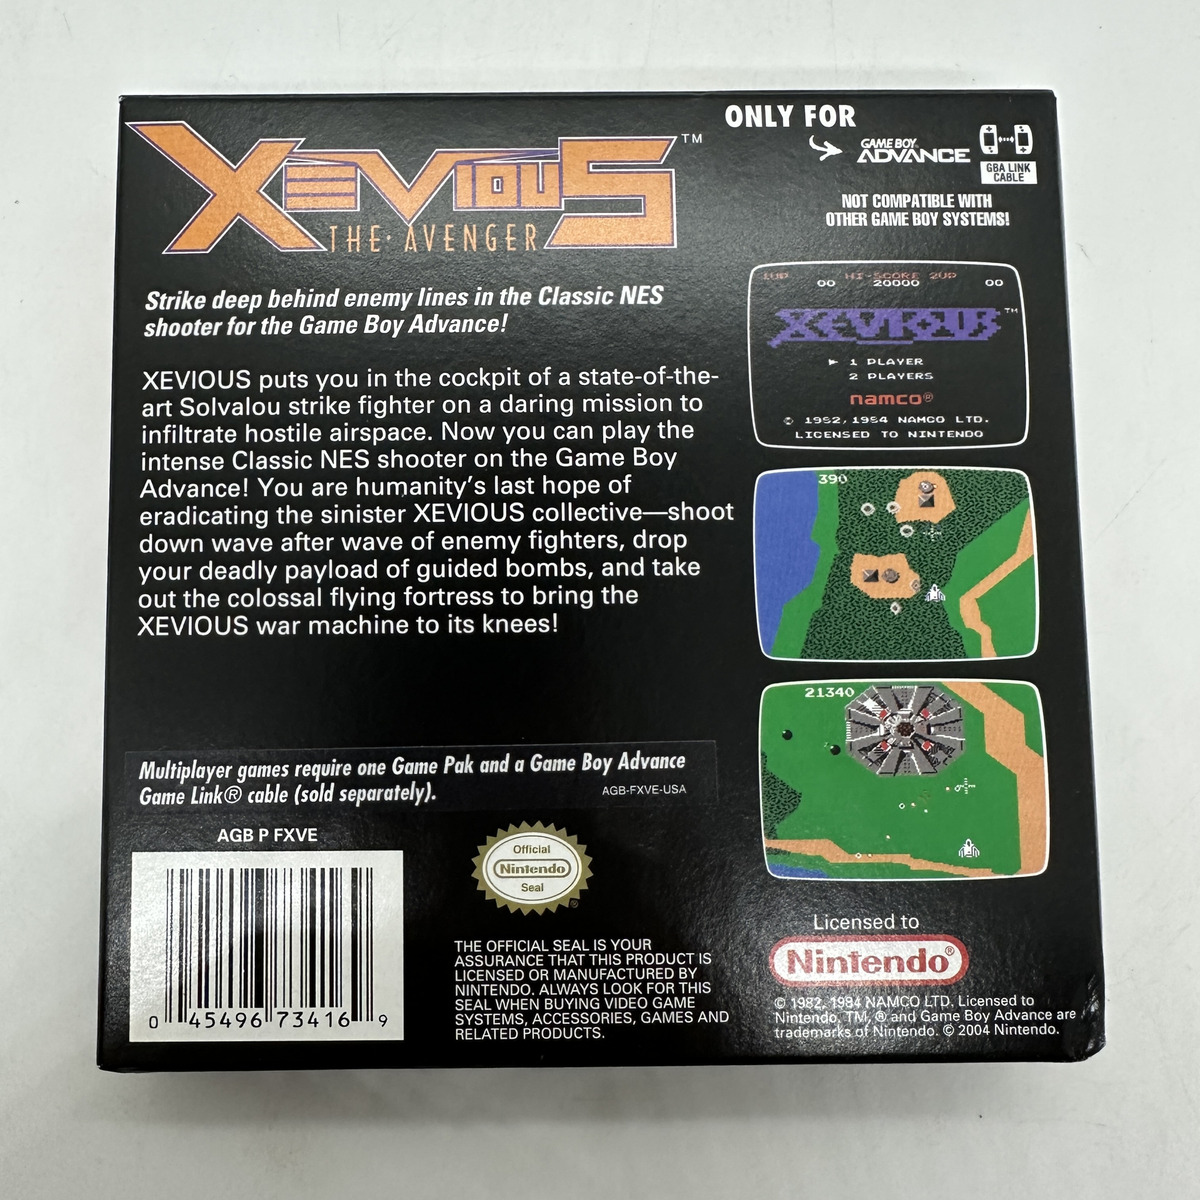 XEVIOUS™
THE·AVENGER
ONLY FOR
GAME BOY ADVANCE
GBA LINK
CABLE
NOT COMPATIBLE WITH
OTHER GAME BOY SYSTEMS!
Strike deep behind enemy lines in the Classic NES
shooter for the Game Boy Advance!
XEVIOUS puts you in the cockpit of a state-of-the-
art Solvalou strike fighter on a daring mission to
infiltrate hostile airspace. Now you can play the
intense Classic NES shooter on the Game Boy
Advance! You are humanity's last hope of
eradicating the sinister XEVIOUS collective—shoot
down wave after wave of enemy fighters, drop
your deadly payload of guided bombs, and take
out the colossal flying fortress to bring the
XEVIOUS war machine to its knees!
1UP HI-SCORE 2UP
00 20000 00
XEVIOUS™
► 1 PLAYER
2 PLAYERS
namco®
© 1982,1984 NAMCO LTD.
LICENSED TO NINTENDO
390
21340
Multiplayer games require one Game Pak and a Game Boy Advance
Game Link® cable (sold separately).
AGB-FXVE-USA
AGB P FXVE
0 45496 73416 9
Official
Nintendo
Seal
®
THE OFFICIAL SEAL IS YOUR
ASSURANCE THAT THIS PRODUCT IS
LICENSED OR MANUFACTURED BY
NINTENDO. ALWAYS LOOK FOR THIS
SEAL WHEN BUYING VIDEO GAME
SYSTEMS, ACCESSORIES, GAMES AND
RELATED PRODUCTS.
Licensed to
Nintendo®
© 1982, 1984 NAMCO LTD. Licensed to
Nintendo, TM, ® and Game Boy Advance are
trademarks of Nintendo. © 2004 Nintendo.